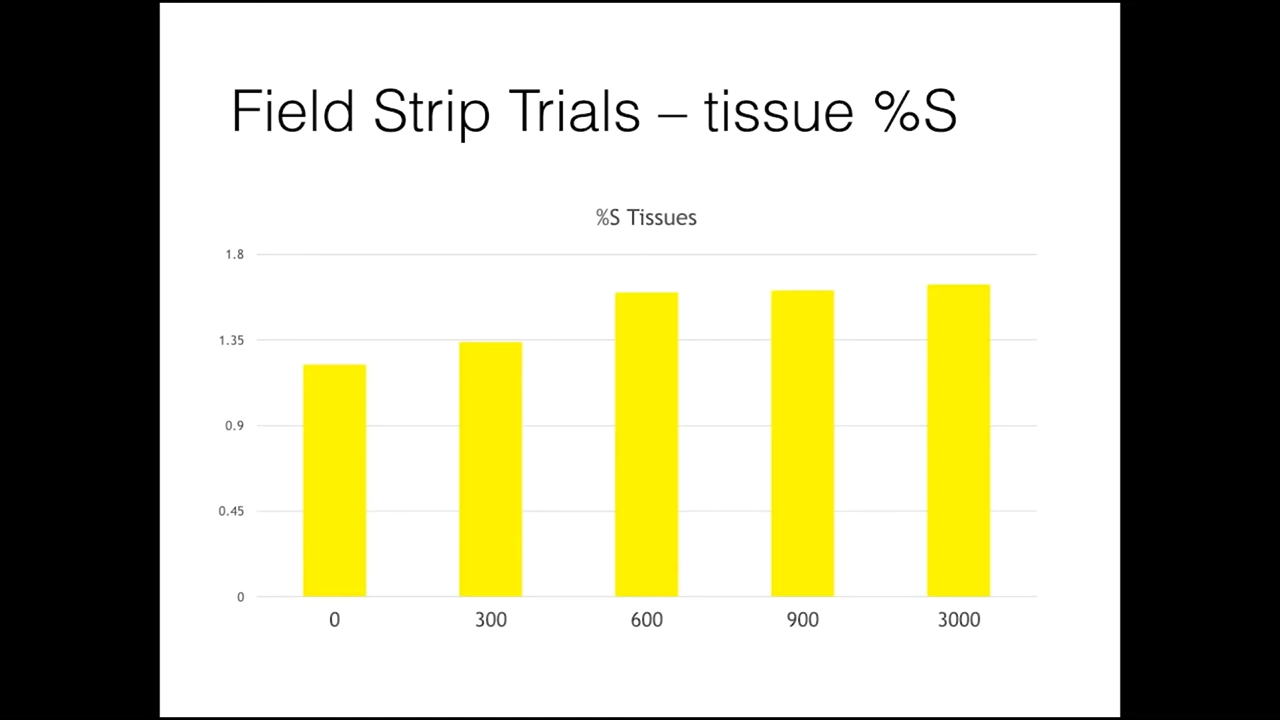 Field Strip Trials – tissue %S
%S Tissues
1.8
1.35
0.9
0.45
0
0 300 600 900 3000